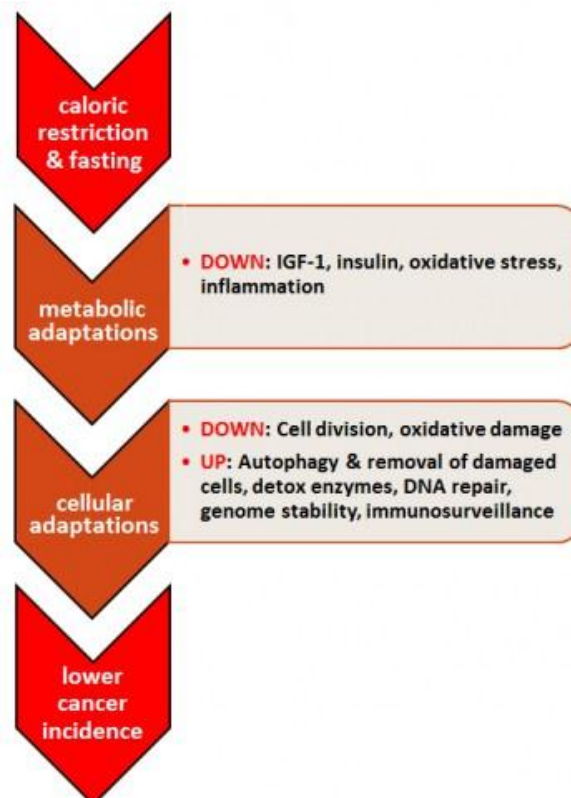 caloric
restriction
& fasting
metabolic
adaptations
• DOWN: IGF-1, insulin, oxidative stress,
inflammation
cellular
adaptations
• DOWN: Cell division, oxidative damage
• UP: Autophagy & removal of damaged
cells, detox enzymes, DNA repair,
genome stability, immunosurveillance
lower
cancer
incidence